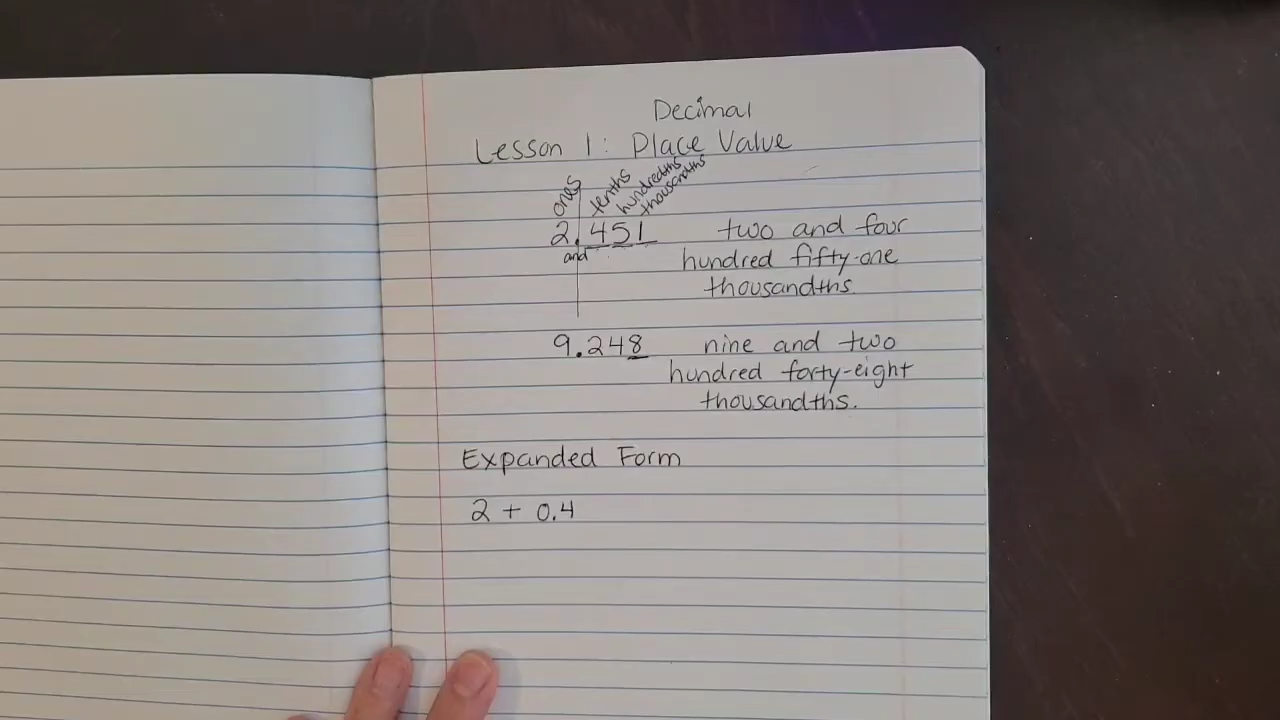 Decimal
Lesson 1: Place Value
ones tenths hundredths thousandths
2.451 two and four
and hundred fifty-one
thousandths
9.248 nine and two
hundred forty-eight
thousandths.
Expanded Form
2 + 0.4